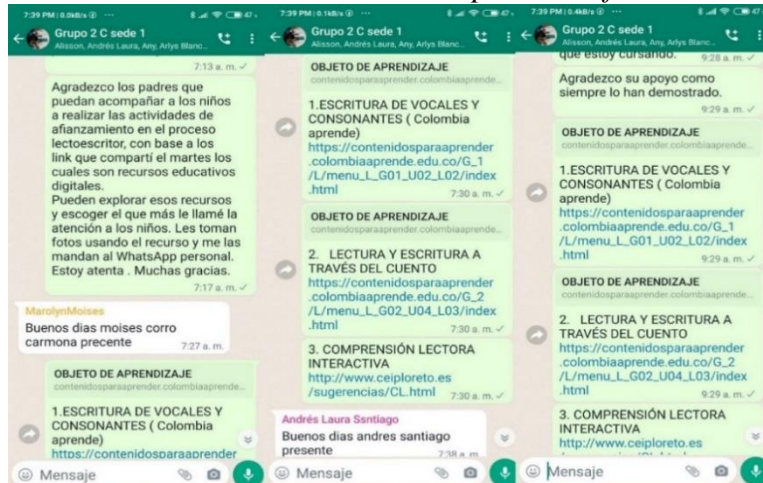 7:39 PM | 0.0kB/s
47
Grupo 2 C sede 1
Alisson, Andrés Laura, Any, Arlys Blanc...
7:13 a. m.
Agradezco los padres que
puedan acompañar a los niños
a realizar las actividades de
afianzamiento en el proceso
lectoescritor, con base a los
link que compartí el martes los
cuales son recursos educativos
digitales.
Pueden explorar esos recursos
y escoger el que más le llamé la
atención a los niños. Les toman
fotos usando el recurso y me las
mandan al WhatsApp personal.
Estoy atenta . Muchas gracias.
7:17 a. m.
MarolynMoises
Buenos dias moises corro
carmona precente
7:27 a. m.
OBJETO DE APRENDIZAJE
contenidosparaaprender.colombiaaprende...
1.ESCRITURA DE VOCALES Y
CONSONANTES ( Colombia
aprende)
https://contenidosparaaprender
Mensaje
7:39 PM | 0.1kB/s
47
Grupo 2 C sede 1
Alisson, Andrés Laura, Any, Arlys Blanc...
OBJETO DE APRENDIZAJE
contenidosparaaprender.colombiaaprende...
1.ESCRITURA DE VOCALES Y
CONSONANTES ( Colombia
aprende)
https://contenidosparaaprender
.colombiaaprende.edu.co/G_1
/L/menu_L_G01_U02_L02/index
.html
7:30 a. m.
OBJETO DE APRENDIZAJE
contenidosparaaprender.colombiaaprende...
2. LECTURA Y ESCRITURA A
TRAVÉS DEL CUENTO
https://contenidosparaaprender
.colombiaaprende.edu.co/G_2
/L/menu_L_G02_U04_L03/index
.html
7:30 a. m.
3. COMPRENSIÓN LECTORA
INTERACTIVA
http://www.ceiploreto.es
/sugerencias/CL.html
7:30 a. m.
Andrés Laura Ssntiago
Buenos dias andres santiago
presente
7:38 a. m.
Mensaje
7:39 PM | 0.4kB/s
47
Grupo 2 C sede 1
Alisson, Andrés Laura, Any, Arlys Blanc...
que estoy cursando.
9:28 a. m.
Agradezco su apoyo como
siempre lo han demostrado.
9:29 a. m.
OBJETO DE APRENDIZAJE
contenidosparaaprender.colombiaaprende...
1.ESCRITURA DE VOCALES Y
CONSONANTES ( Colombia
aprende)
https://contenidosparaaprender
.colombiaaprende.edu.co/G_1
/L/menu_L_G01_U02_L02/index
.html
9:29 a. m.
OBJETO DE APRENDIZAJE
contenidosparaaprender.colombiaaprende...
2. LECTURA Y ESCRITURA A
TRAVÉS DEL CUENTO
https://contenidosparaaprender
.colombiaaprende.edu.co/G_2
/L/menu_L_G02_U04_L03/index
.html
9:29 a. m.
3. COMPRENSIÓN LECTORA
INTERACTIVA
http://www.ceiploreto.es
Mensaje